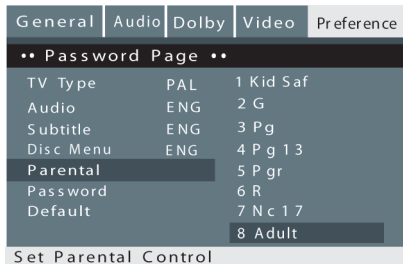 General Audio Dolby Video Preference
•• Password Page ••
TV Type PAL 1 Kid Saf
Audio ENG 2 G
Subtitle ENG 3 Pg
Disc Menu ENG 4 Pg 13
Parental 5 Pgr
Password 6 R
Default 7 Nc17
8 Adult
Set Parental Control